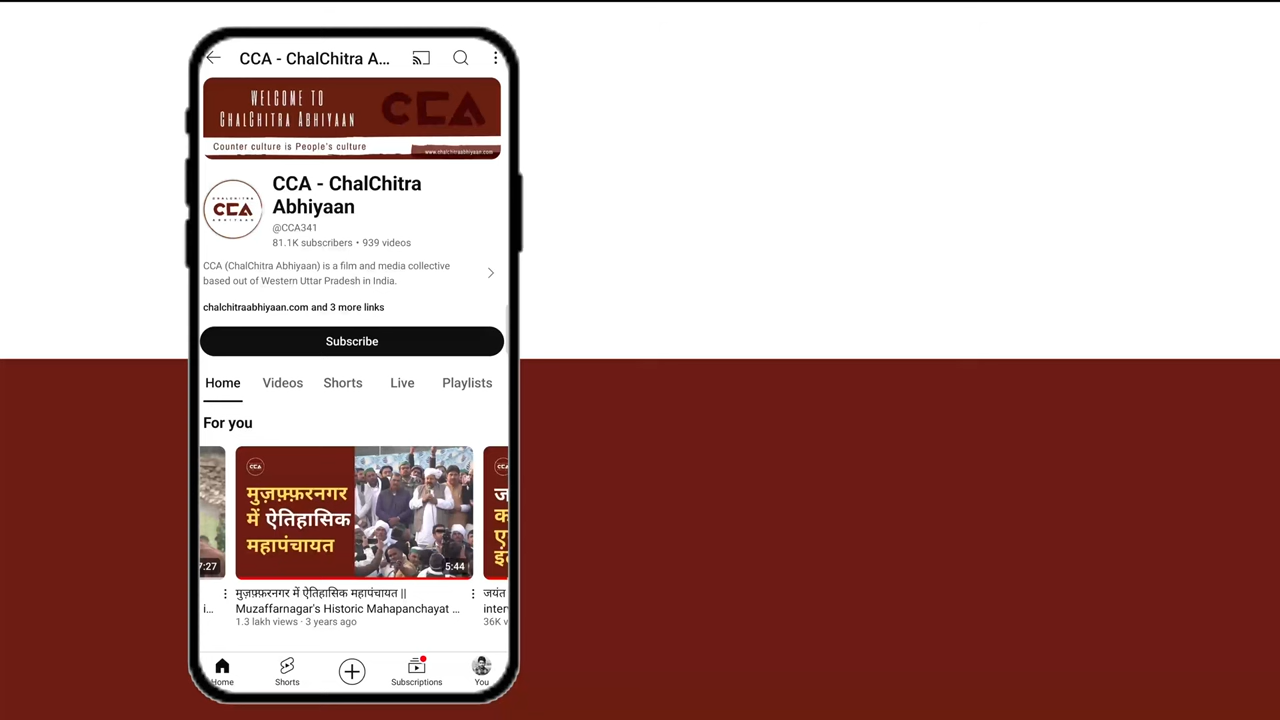 CCA - ChalChitra A...
WELCOME TO
CHALCHITRA ABHIYAAN
CCA
Counter culture is People's culture
www.chalchitraabhiyaan.com
CHALCHITRA
CCA
ABHIYAAN
CCA - ChalChitra
Abhiyaan
@CCA341
81.1K subscribers • 939 videos
CCA (ChalChitra Abhiyaan) is a film and media collective
based out of Western Uttar Pradesh in India.
chalchitraabhiyaan.com and 3 more links
Subscribe
Home Videos Shorts Live Playlists
For you
CCA
मुज़फ़्फ़रनगर
में ऐतिहासिक
महापंचायत
7:27
5:44
CCA
ज
क
ए
इं
i...
मुज़फ़्फ़रनगर में ऐतिहासिक महापंचायत ||
Muzaffarnagar's Historic Mahapanchayat ...
1.3 lakh views · 3 years ago
जयंत
inter
36K v
Home Shorts Subscriptions You